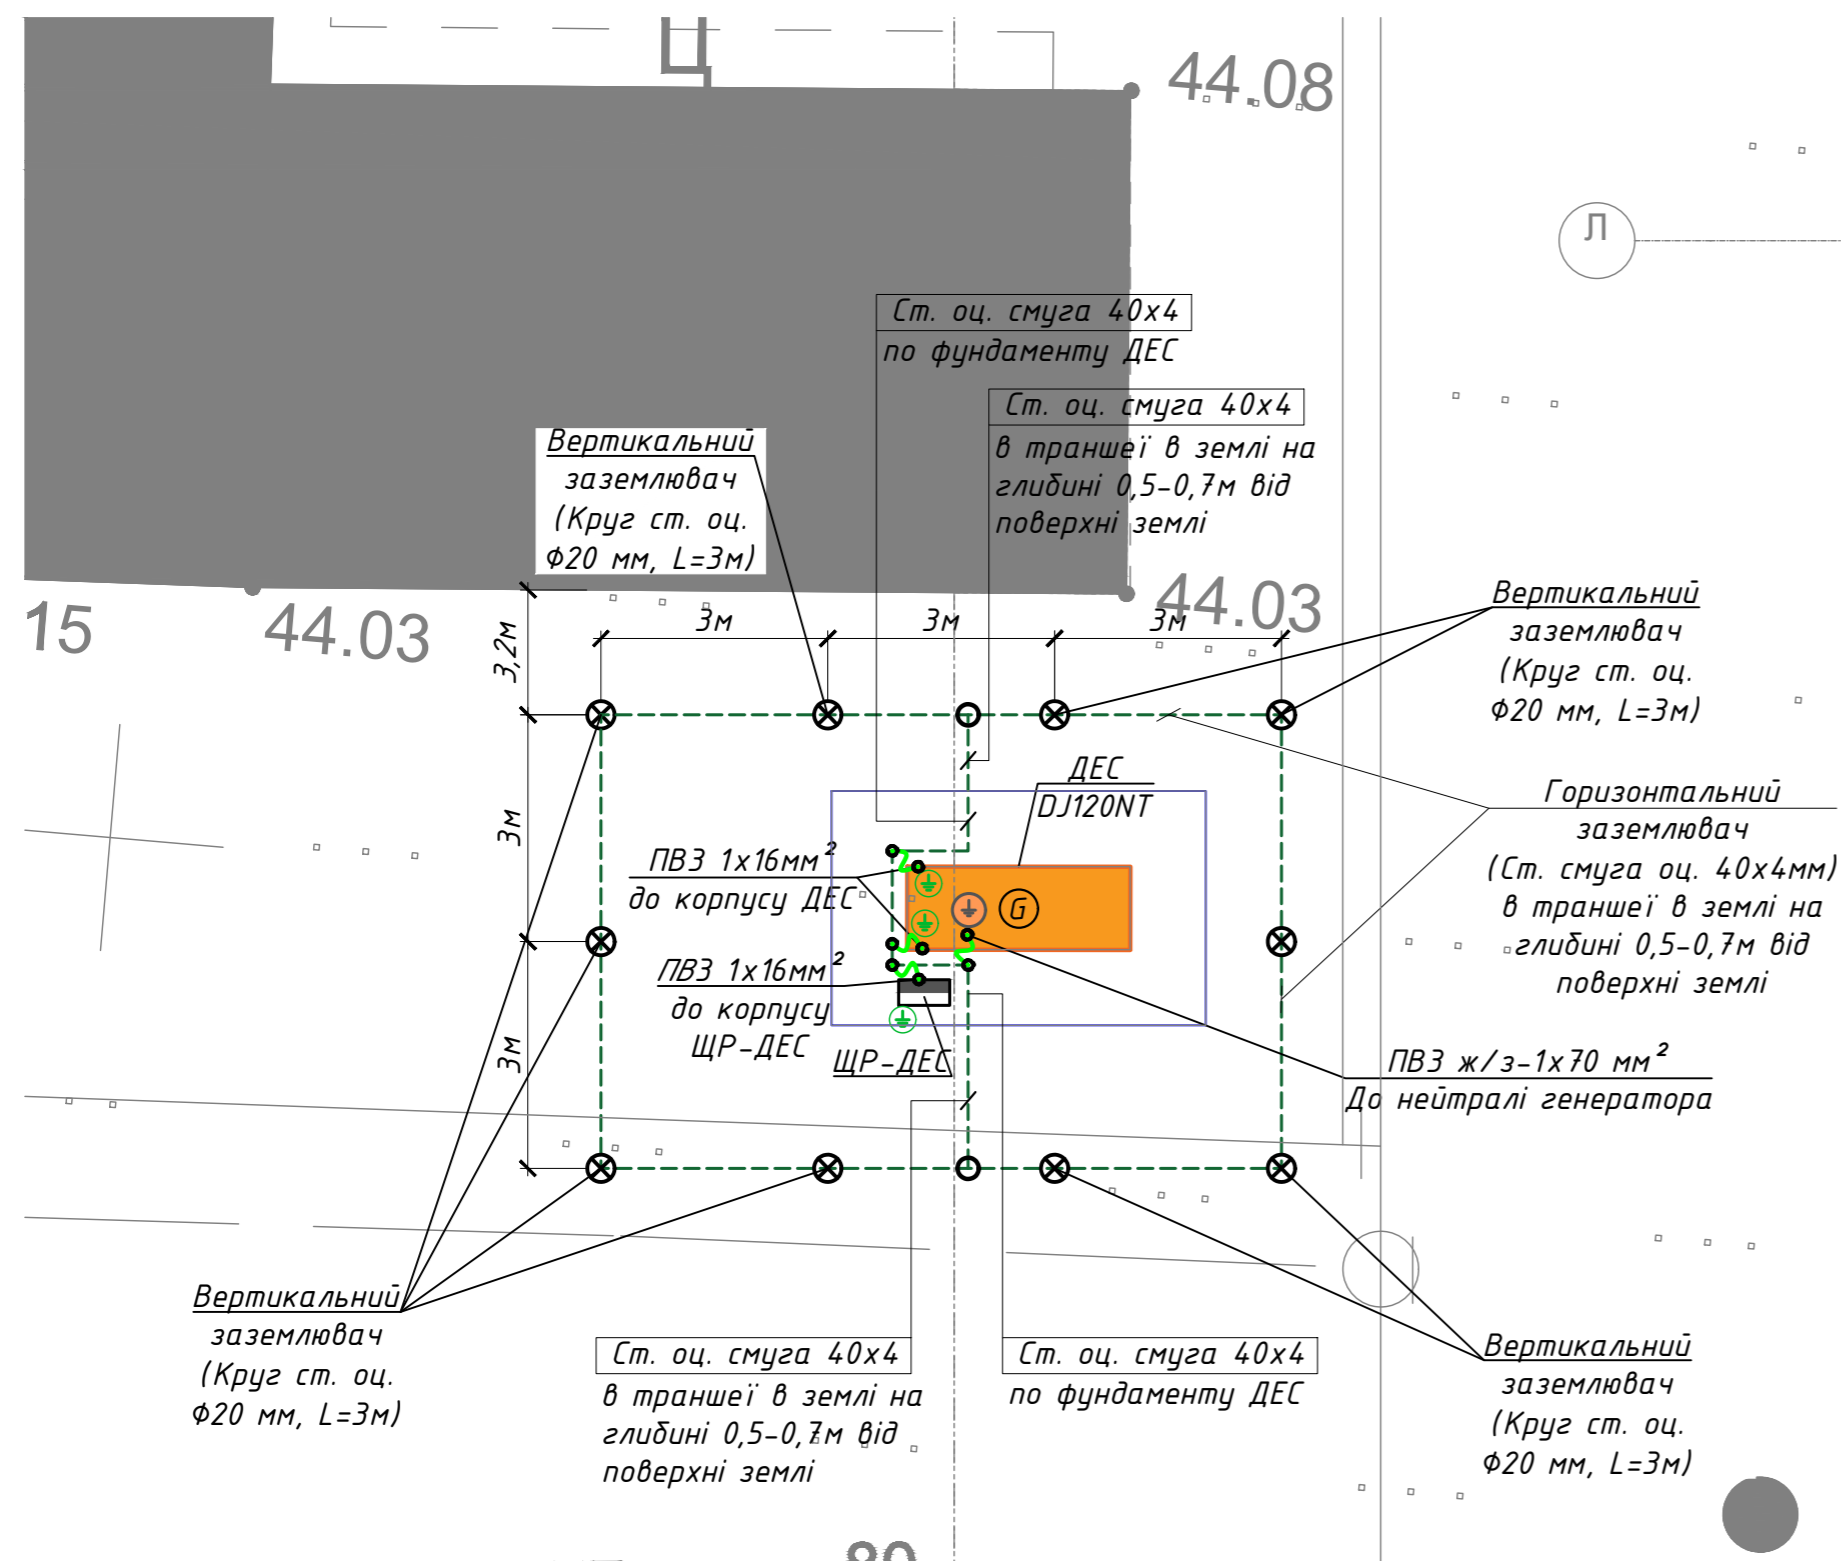 Ц
44.08
Л
Ст. оц. смуга 40х4
по фундаменту ДЕС
Ст. оц. смуга 40х4
в траншеї в землі на
глибині 0,5-0,7м від
поверхні землі
Вертикальний
заземлювач
(Круг ст. оц.
Ф20 мм, L=3м)
15
44.03
44.03
3,2м
3м
3м
3м
3м
3м
Вертикальний
заземлювач
(Круг ст. оц.
Ф20 мм, L=3м)
ДЕС
DJ120NT
Горизонтальний
заземлювач
(Ст. смуга оц. 40х4мм)
в траншеї в землі на
глибині 0,5-0,7м від
поверхні землі
ПВЗ 1х16мм²
до корпусу ДЕС
G
ПВЗ 1х16мм²
до корпусу
ЩР-ДЕС
ЩР-ДЕС
ПВЗ ж/з-1х70 мм²
До нейтралі генератора
Вертикальний
заземлювач
(Круг ст. оц.
Ф20 мм, L=3м)
Ст. оц. смуга 40х4
в траншеї в землі на
глибині 0,5-0,7м від
поверхні землі
Ст. оц. смуга 40х4
по фундаменту ДЕС
Вертикальний
заземлювач
(Круг ст. оц.
Ф20 мм, L=3м)